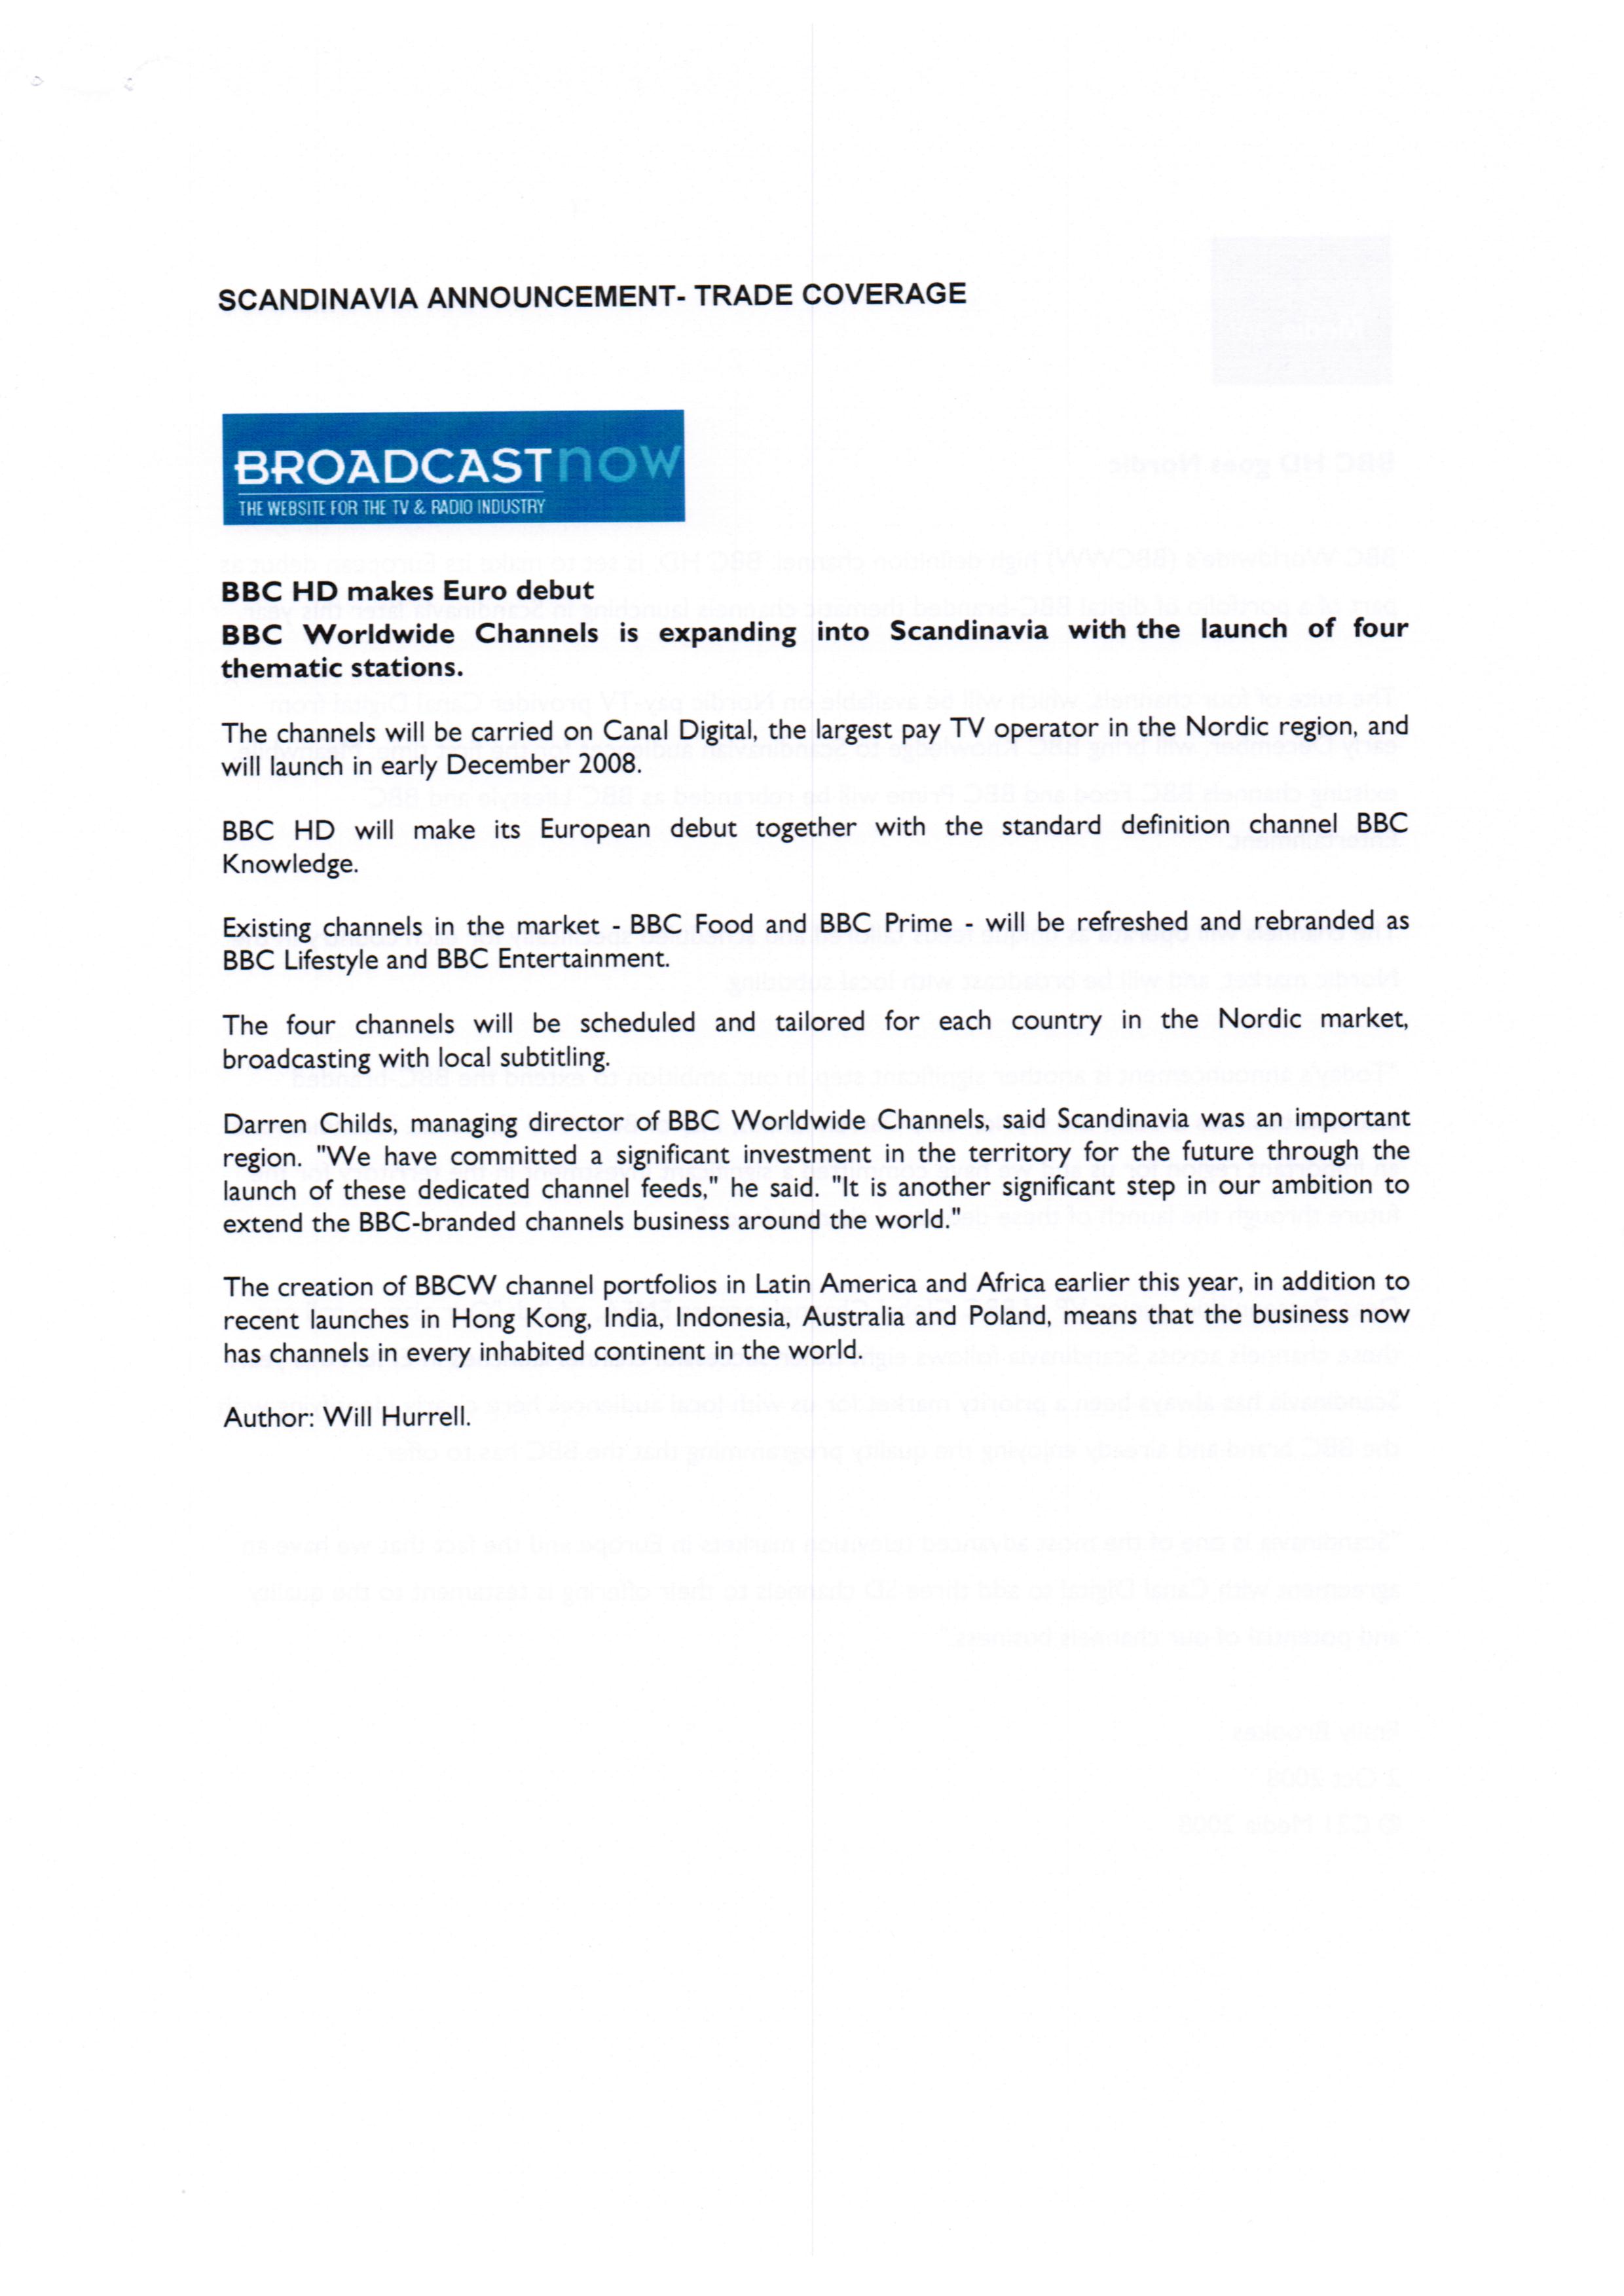 SCANDINAVIA ANNOUNCEMENT- TRADE COVERAGE
BROADCASTnow
THE WEBSITE FOR THE TV & RADIO INDUSTRY
BBC HD makes Euro debut
BBC Worldwide Channels is expanding into Scandinavia with the launch of four
thematic stations.
The channels will be carried on Canal Digital, the largest pay TV operator in the Nordic region, and
will launch in early December 2008.
BBC HD will make its European debut together with the standard definition channel BBC
Knowledge.
Existing channels in the market - BBC Food and BBC Prime - will be refreshed and rebranded as
BBC Lifestyle and BBC Entertainment.
The four channels will be scheduled and tailored for each country in the Nordic market,
broadcasting with local subtitling.
Darren Childs, managing director of BBC Worldwide Channels, said Scandinavia was an important
region. "We have committed a significant investment in the territory for the future through the
launch of these dedicated channel feeds," he said. "It is another significant step in our ambition to
extend the BBC-branded channels business around the world."
The creation of BBCW channel portfolios in Latin America and Africa earlier this year, in addition to
recent launches in Hong Kong, India, Indonesia, Australia and Poland, means that the business now
has channels in every inhabited continent in the world.
Author: Will Hurrell.